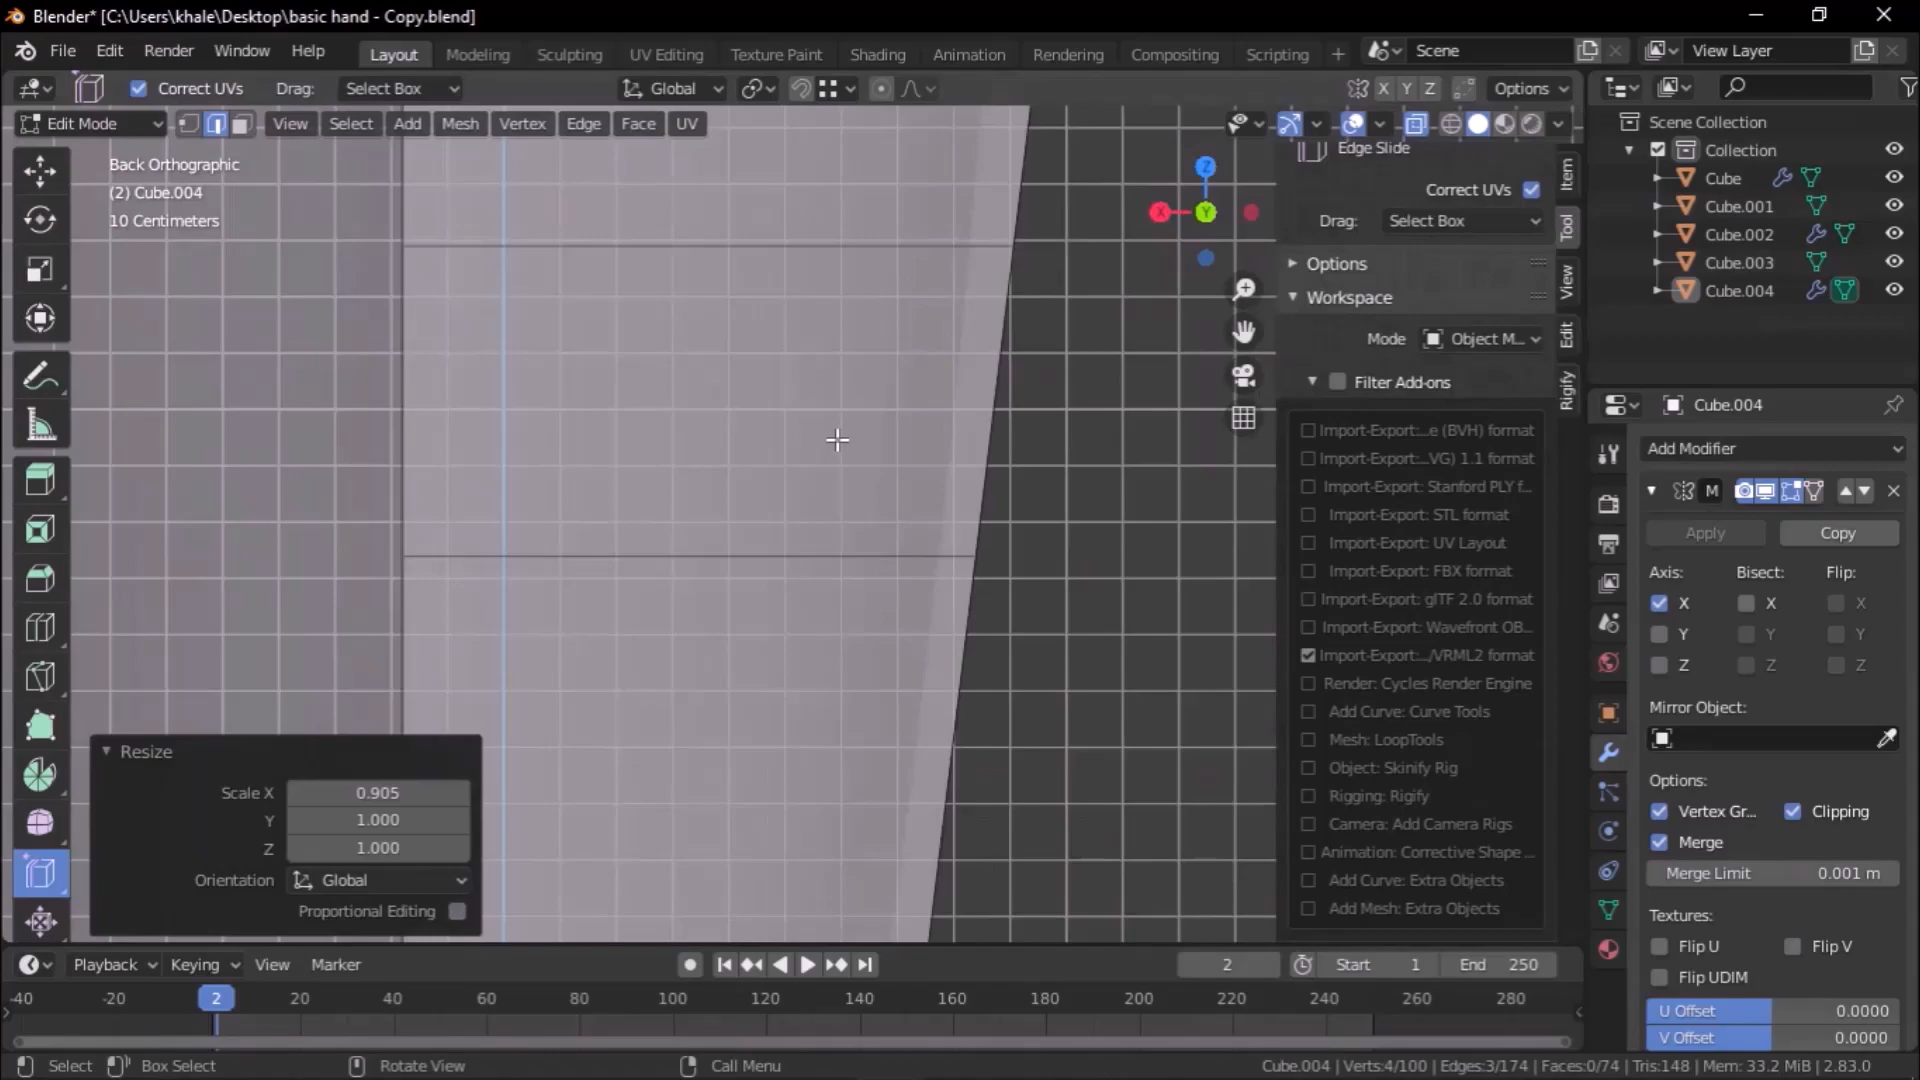 Blender* [C:\Users\khale\Desktop\basic hand - Copy.blend]
File Edit Render Window Help Layout Modeling Sculpting UV Editing Texture Paint Shading Animation Rendering Compositing Scripting + Scene View Layer
Correct UVs Drag: Select Box Global X Y Z Options
Edit Mode View Select Add Mesh Vertex Edge Face UV
Back Orthographic
(2) Cube.004
10 Centimeters
Z
X
Y
Edge Slide
Correct UVs
Drag: Select Box
Options
Workspace
Mode Object M...
Filter Add-ons
Import-Export:...e (BVH) format
Import-Export:...VG) 1.1 format
Import-Export: Stanford PLY f...
Import-Export: STL format
Import-Export: UV Layout
Import-Export: FBX format
Import-Export: glTF 2.0 format
Import-Export: Wavefront OB...
Import-Export:.../VRML2 format
Render: Cycles Render Engine
Add Curve: Curve Tools
Mesh: LoopTools
Object: Skinify Rig
Rigging: Rigify
Camera: Add Camera Rigs
Animation: Corrective Shape ...
Add Curve: Extra Objects
Add Mesh: Extra Objects
Item
Tool
View
Edit
Rigify
Scene Collection
Collection
Cube
Cube.001
Cube.002
Cube.003
Cube.004
Cube.004
Add Modifier
M
Apply Copy
Axis: Bisect: Flip:
X X X
Y Y Y
Z Z Z
Mirror Object:
Options:
Vertex Gr... Clipping
Merge
Merge Limit 0.001 m
Textures:
Flip U Flip V
Flip UDIM
U Offset 0.0000
V Offset 0.0000
Resize
Scale X 0.905
Y 1.000
Z 1.000
Orientation Global
Proportional Editing
Playback Keying View Marker 2 Start 1 End 250
-40 -20 2 20 40 60 80 100 120 140 160 180 200 220 240 260 280
Select Box Select Rotate View Call Menu Cube.004 | Verts:4/100 | Edges:3/174 | Faces:0/74 | Tris:148 | Mem: 33.2 MiB | 2.83.0